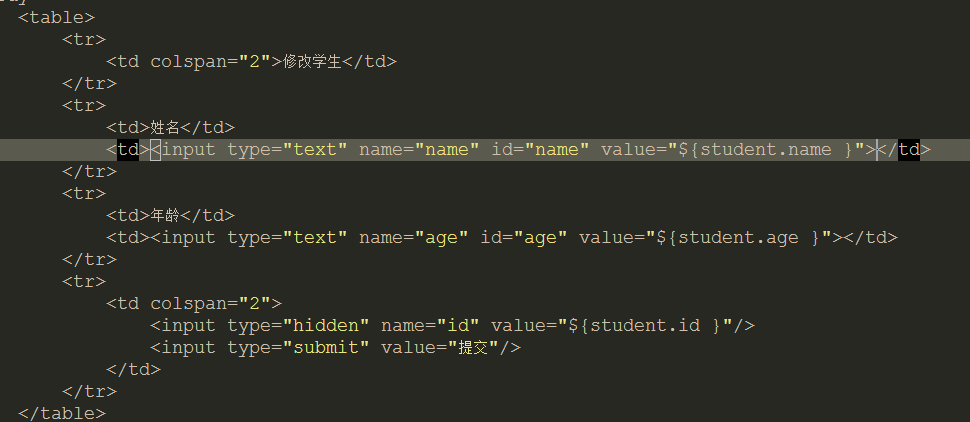 <table>
<tr>
<td colspan="2">修改学生</td>
</tr>
<tr>
<td>姓名</td>
<td><input type="text" name="name" id="name" value="${student.name }"></td>
</tr>
<tr>
<td>年龄</td>
<td><input type="text" name="age" id="age" value="${student.age }"></td>
</tr>
<tr>
<td colspan="2">
<input type="hidden" name="id" value="${student.id }"/>
<input type="submit" value="提交"/>
</td>
</tr>
</table>